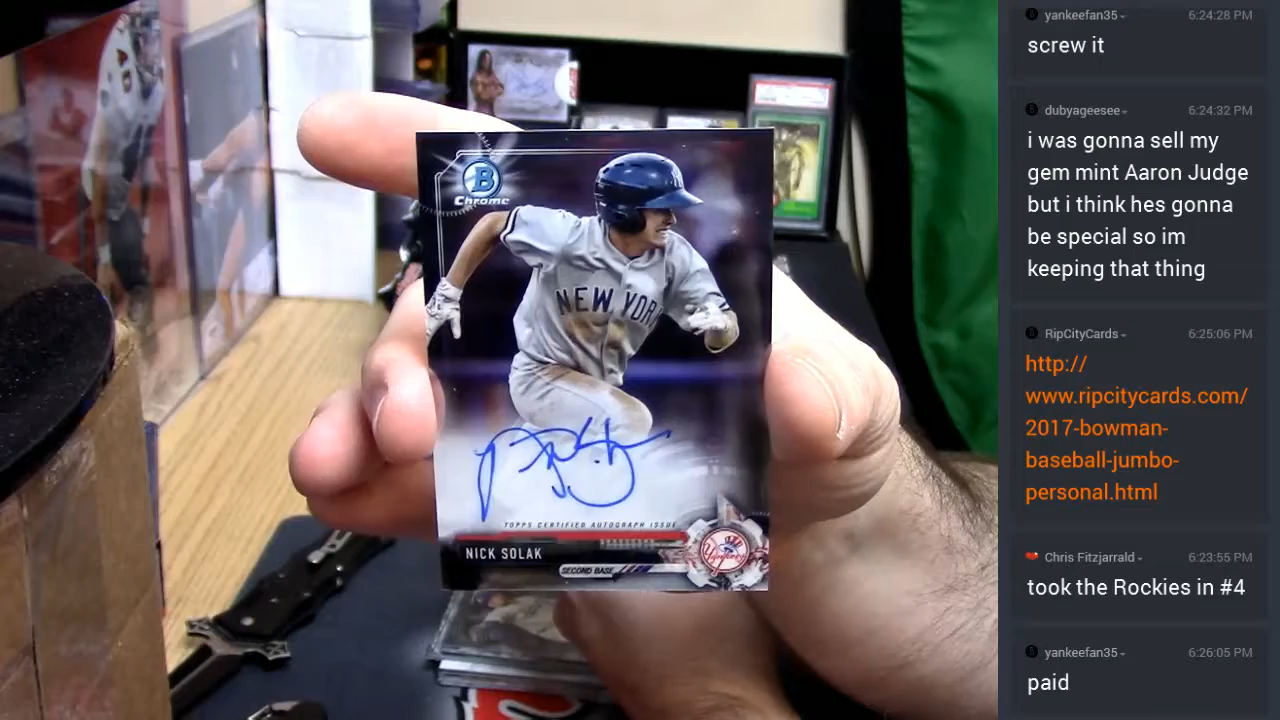 B
Chrome
NEW YORK
TOPPS CERTIFIED AUTOGRAPH ISSUE
NICK SOLAK
SECOND BASE
Yankees
yankeefan35
6:24:28 PM
screw it
dubyageesee
6:24:32 PM
i was gonna sell my
gem mint Aaron Judge
but i think hes gonna
be special so im
keeping that thing
RipCityCards
6:25:06 PM
http://
www.ripcitycards.com/
2017-bowman-
baseball-jumbo-
personal.html
Chris Fitzjarrald
6:23:55 PM
took the Rockies in #4
yankeefan35
6:26:05 PM
paid